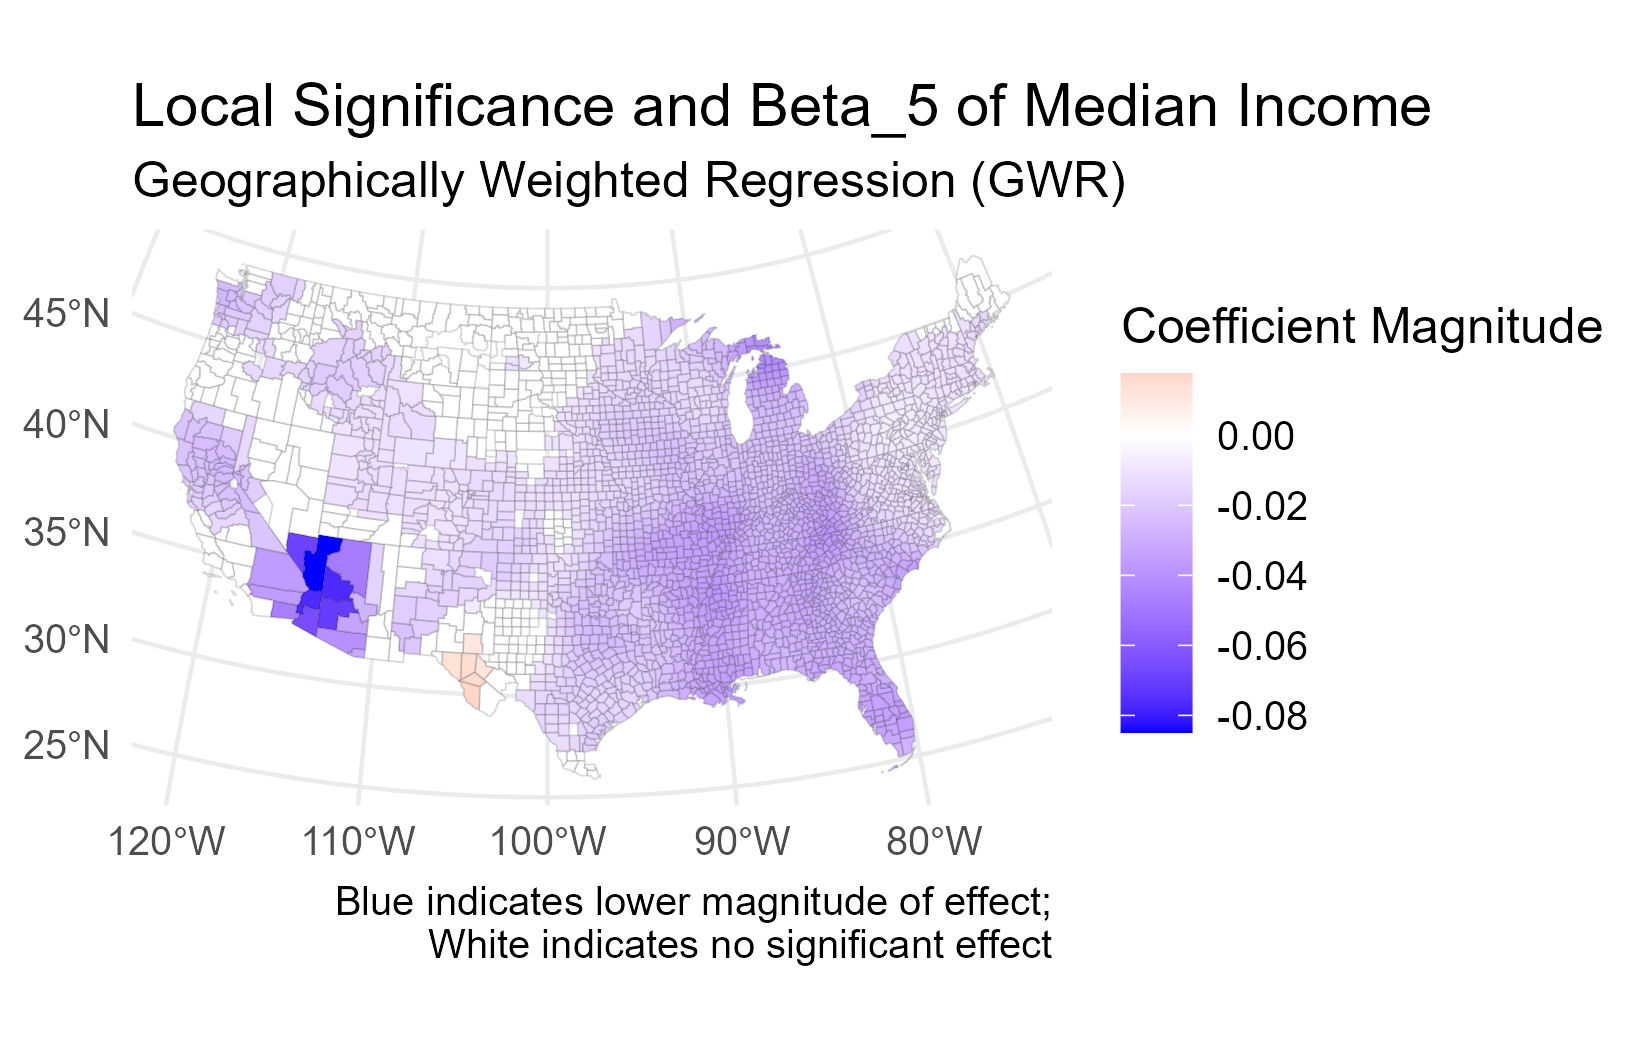 Local Significance and Beta_5 of Median Income
Geographically Weighted Regression (GWR)
45°N
40°N
35°N
30°N
25°N
120°W 110°W 100°W 90°W 80°W
Coefficient Magnitude
0.00
-0.02
-0.04
-0.06
-0.08
Blue indicates lower magnitude of effect;
White indicates no significant effect